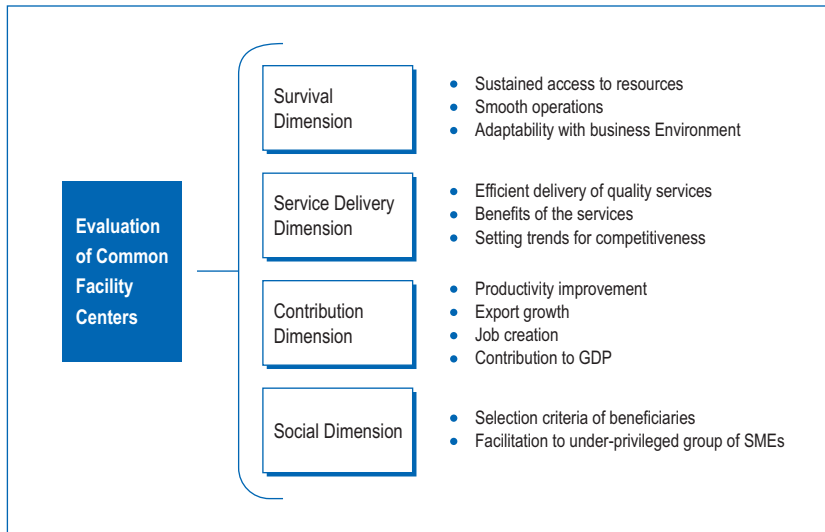 Evaluation
of Common
Facility
Centers
Survival
Dimension
● Sustained access to resources
● Smooth operations
● Adaptability with business Environment
Service Delivery
Dimension
● Efficient delivery of quality services
● Benefits of the services
● Setting trends for competitiveness
Contribution
Dimension
● Productivity improvement
● Export growth
● Job creation
● Contribution to GDP
Social Dimension
● Selection criteria of beneficiaries
● Facilitation to under-privileged group of SMEs